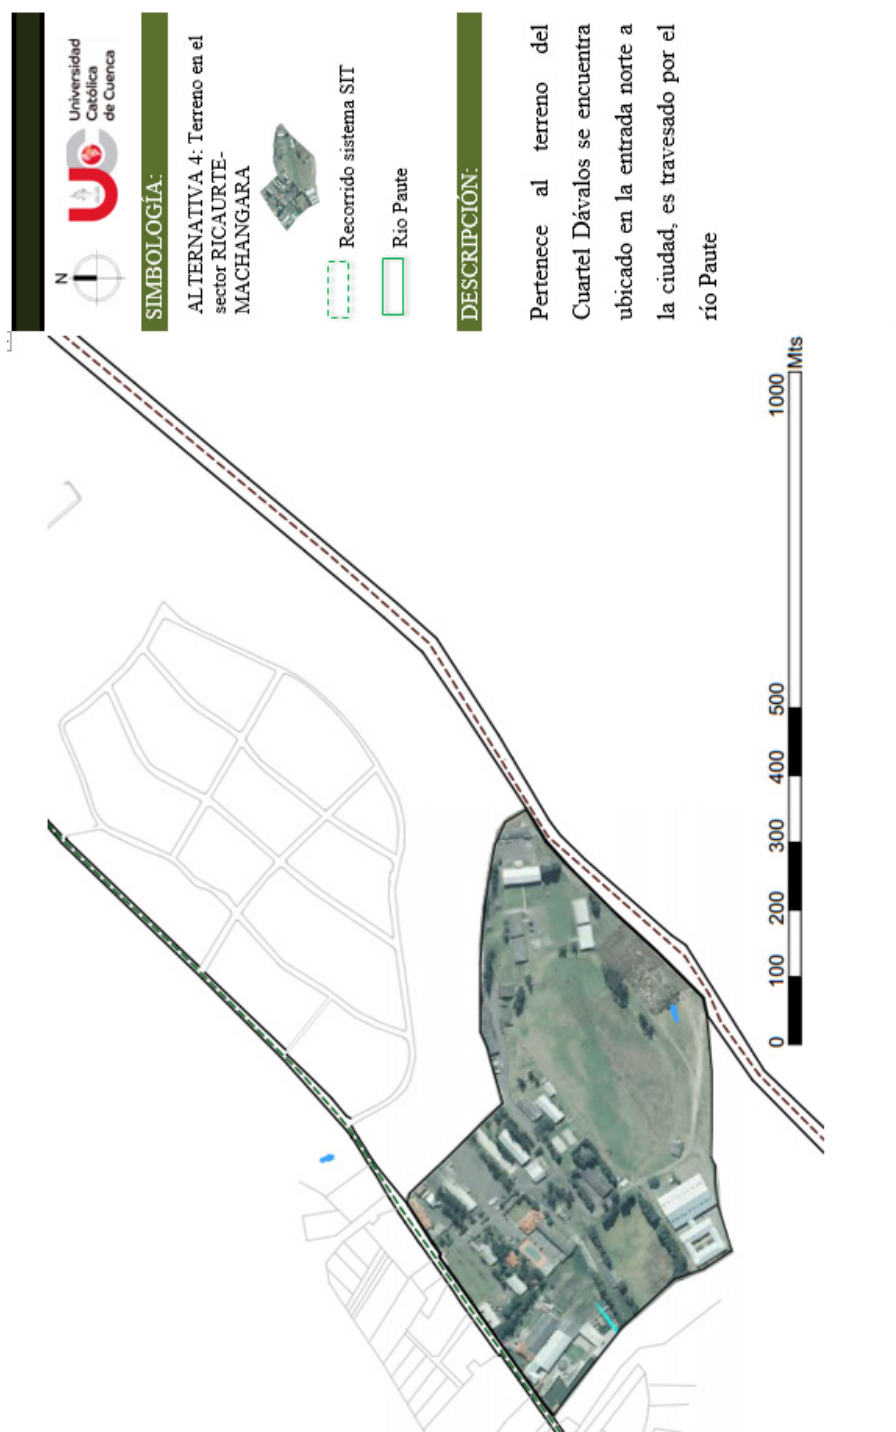 Universidad
Católica
de Cuenca
UC
N
SIMBOLOGÍA:
ALTERNATIVA 4: Terreno en el
sector RICAURTE-
MACHANGARA
Recorrido sistema SIT
Rio Paute
DESCRIPCIÓN:
Pertenece al terreno del
Cuartel Dávalos se encuentra
ubicado en la entrada norte a
la ciudad, es travesado por el
río Paute
0 100 200 300 400 500 1000
Mts